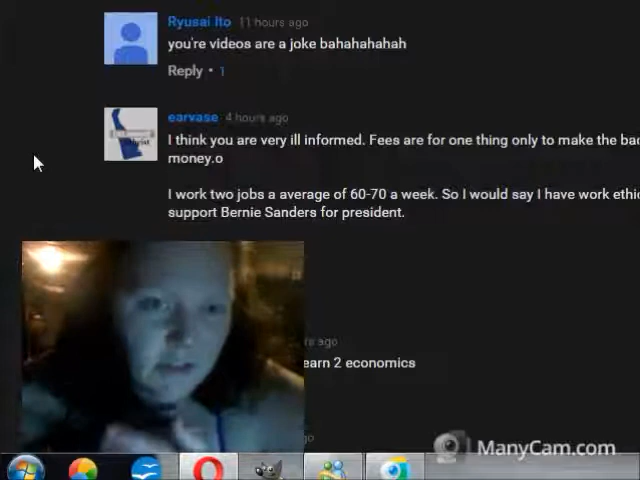 Ryusai Ito 11 hours ago
you're videos are a joke bahahahahah
Reply • 1
earvase 4 hours ago
I think you are very ill informed. Fees are for one thing only to make the
money.o
I work two jobs a average of 60-70 a week. So I would say I have work
support Bernie Sanders for president.
ago
earn 2 economics
go
ManyCam.com